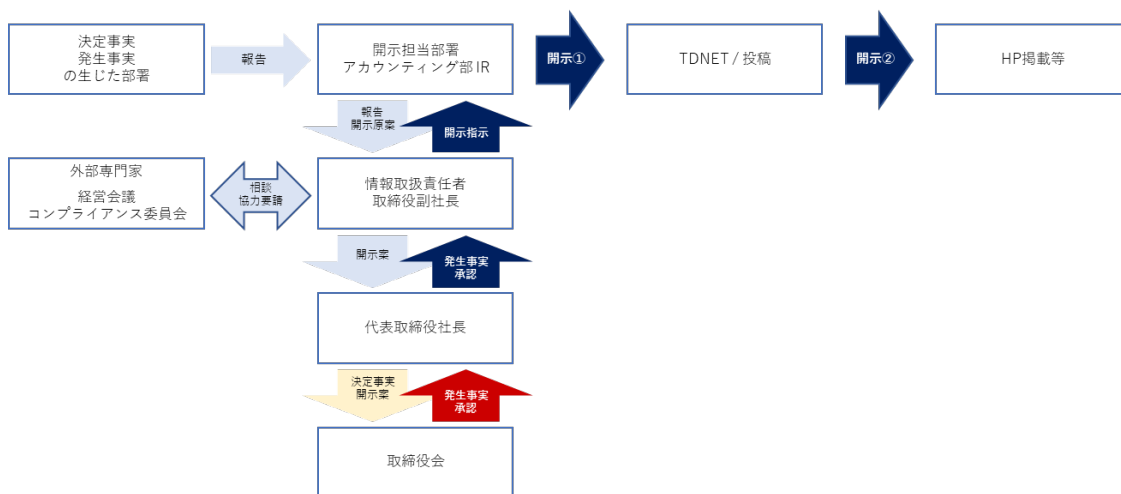 決定事実
発生事実
の生じた部署
報告
開示担当部署
アカウンティング部 IR
開示①
TDNET / 投稿
開示②
HP掲載等
報告
開示原案
開示指示
外部専門家
経営会議
コンプライアンス委員会
相談
協力要請
情報取扱責任者
取締役副社長
開示案
発生事実
承認
代表取締役社長
決定事実
開示案
発生事実
承認
取締役会